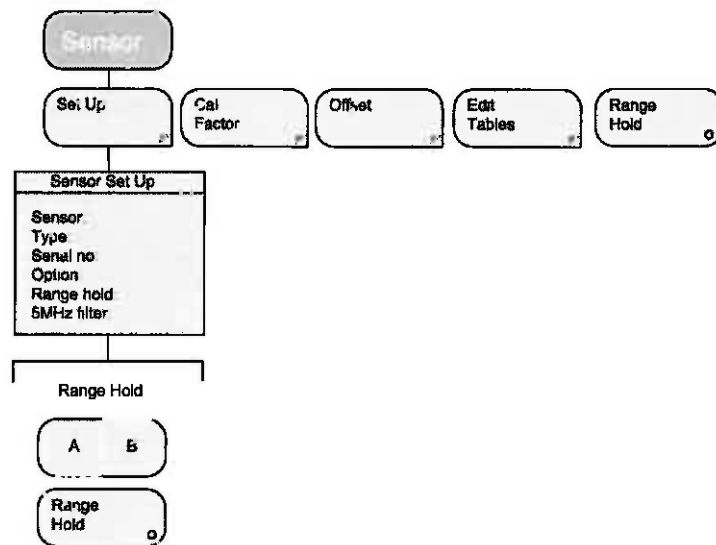 Sensor
Set Up
Cal
Factor
Offset
Edit
Tables
Range
Hold
Sensor Set Up
Sensor
Type
Serial no
Option
Range hold
5MHz filter
Range Hold
A B
Range
Hold